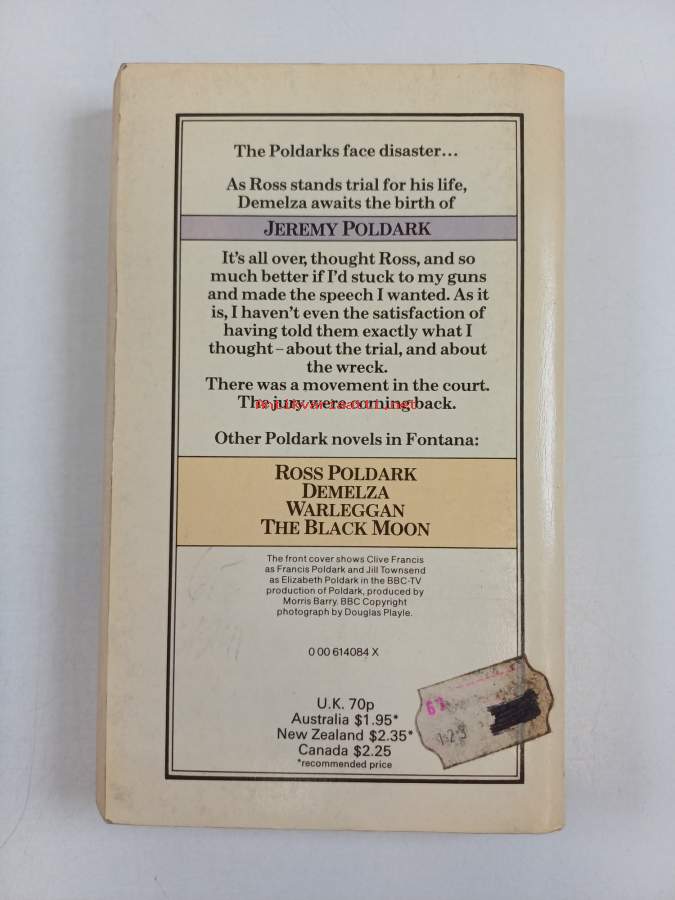 The Poldarks face disaster...
As Ross stands trial for his life,
Demelza awaits the birth of
JEREMY POLDARK
It's all over, thought Ross, and so
much better if I'd stuck to my guns
and made the speech I wanted. As it
is, I haven't even the satisfaction of
having told them exactly what I
thought – about the trial, and about
the wreck.
There was a movement in the court.
The jury were coming back.
Other Poldark novels in Fontana:
ROSS POLDARK
DEMELZA
WARLEGGAN
THE BLACK MOON
The front cover shows Clive Francis
as Francis Poldark and Jill Townsend
as Elizabeth Poldark in the BBC-TV
production of Poldark, produced by
Morris Barry. BBC Copyright
photograph by Douglas Playle.
0 00 614084 X
U.K. 70p
Australia $1.95*
New Zealand $2.35*
Canada $2.25
*recommended price